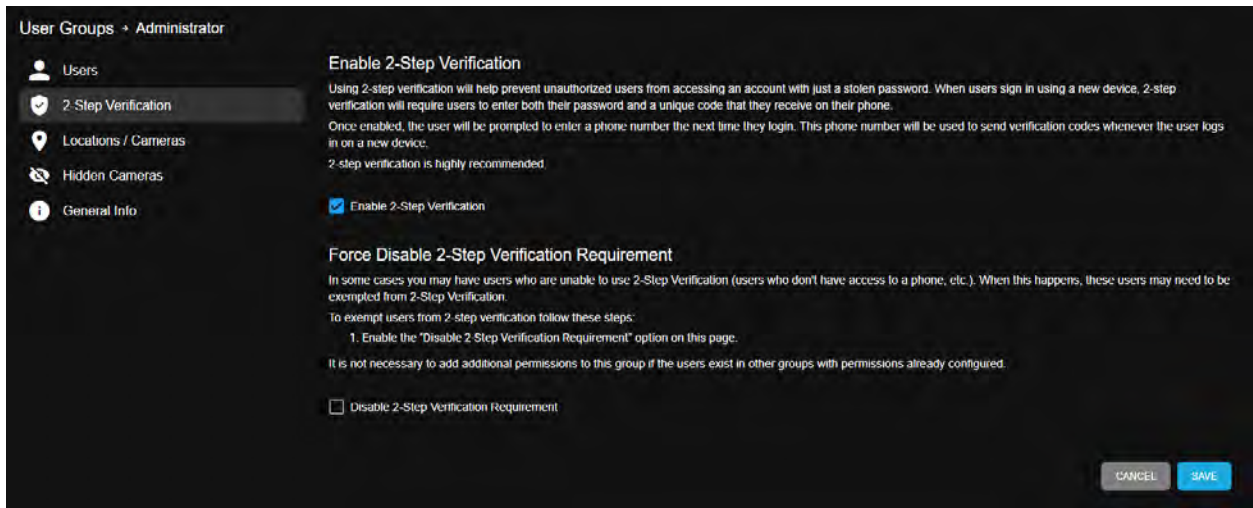 User Groups → Administrator
Users
2-Step Verification
Locations / Cameras
Hidden Cameras
General Info
Enable 2-Step Verification
Using 2-step verification will help prevent unauthorized users from accessing an account with just a stolen password. When users sign in using a new device, 2-step
verification will require users to enter both their password and a unique code that they receive on their phone.
Once enabled, the user will be prompted to enter a phone number the next time they login. This phone number will be used to send verification codes whenever the user logs
in on a new device.
2-step verification is highly recommended.
Enable 2-Step Verification
Force Disable 2-Step Verification Requirement
In some cases you may have users who are unable to use 2-Step Verification (users who don't have access to a phone, etc.). When this happens, these users may need to be
exempted from 2-Step Verification.
To exempt users from 2-step verification follow these steps:
1. Enable the "Disable 2-Step Verification Requirement" option on this page.
It is not necessary to add additional permissions to this group if the users exist in other groups with permissions already configured.
Disable 2-Step Verification Requirement
CANCEL
SAVE